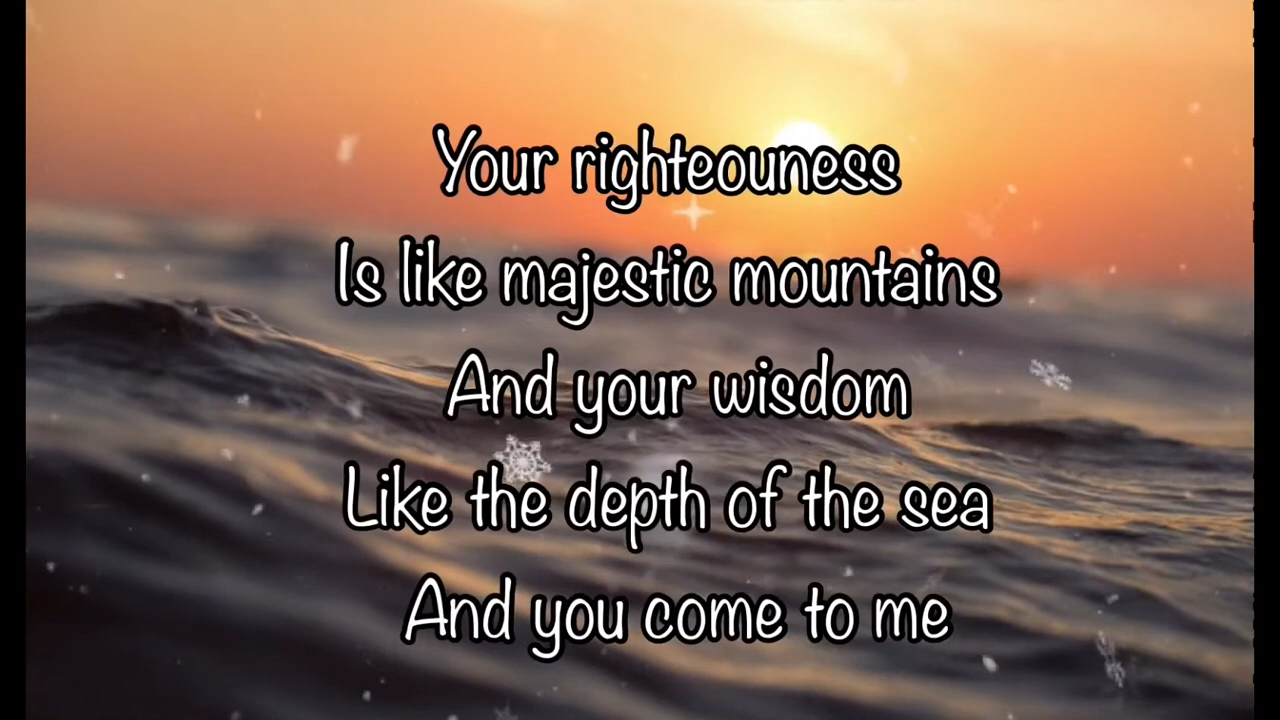 Your righteouness
Is like majestic mountains
And your wisdom
Like the depth of the sea
And you come to me